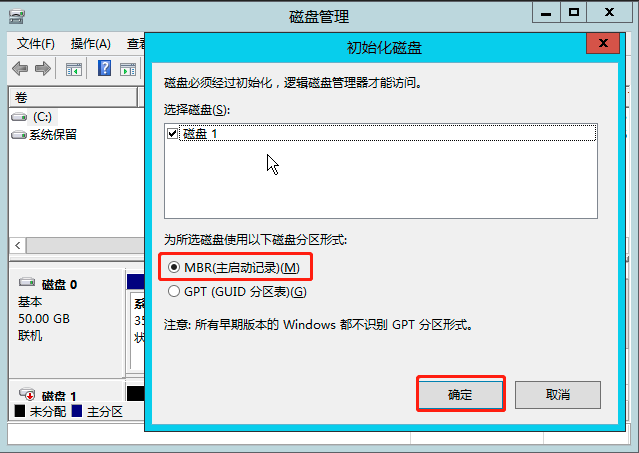 磁盘管理
文件(F) 操作(A) 查看
卷
(C:)
系统保留
磁盘 0
基本
50.00 GB
联机
系
35
状
磁盘 1
未分配 主分区
初始化磁盘
磁盘必须经过初始化，逻辑磁盘管理器才能访问。
选择磁盘(S):
磁盘 1
为所选磁盘使用以下磁盘分区形式:
MBR(主启动记录)(M)
GPT (GUID 分区表)(G)
注意: 所有早期版本的 Windows 都不识别 GPT 分区形式。
确定 取消